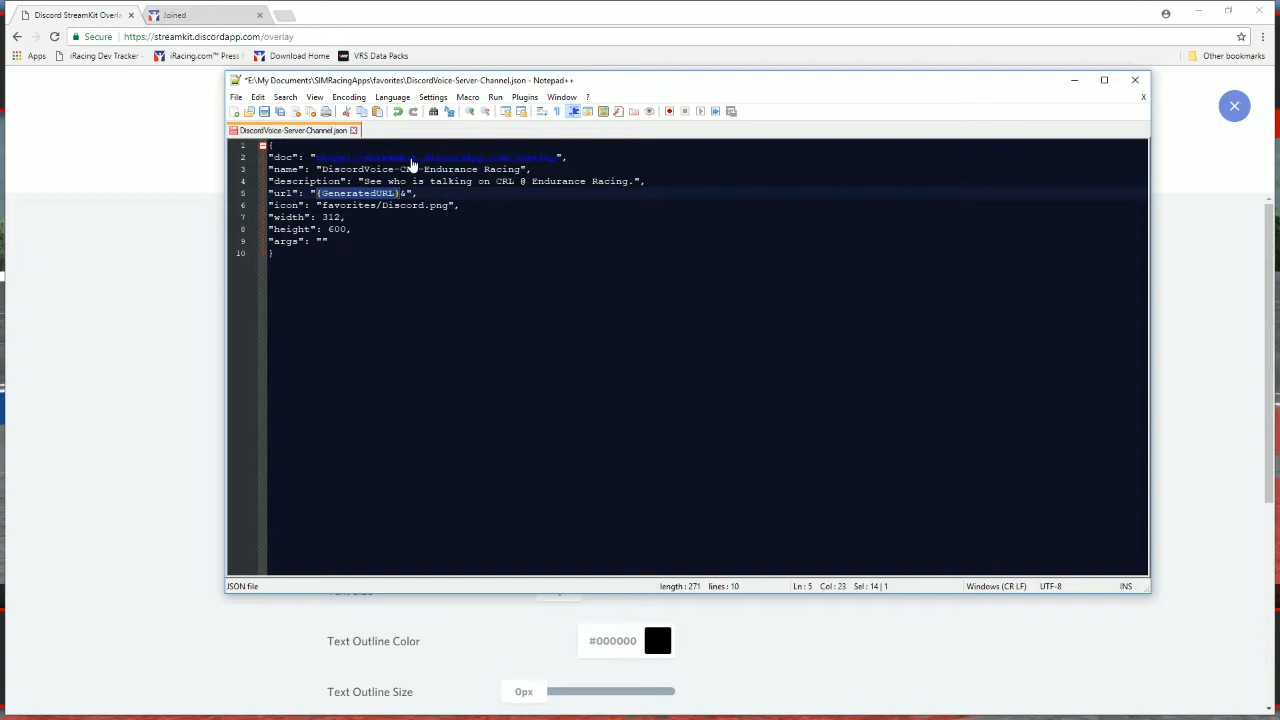 Discord StreamKit Overla
Joined
Secure
https://streamkit.discordapp.com/overlay
Apps
iRacing Dev Tracker -
iRacing.com™ Press
Download Home
VRS Data Packs
Other bookmarks
*E:\My Documents\SIMRacingApps\favorites\DiscordVoice-Server-Channel.json - Notepad++
File Edit Search View Encoding Language Settings Macro Run Plugins Window ? X
DiscordVoice-Server-Channel.json
1 {
2 "doc": "https://streamkit.discordapp.com/overlay",
3 "name": "DiscordVoice-CRL-Endurance Racing",
4 "description": "See who is talking on CRL @ Endurance Racing.",
5 "url": "{GeneratedURL}&",
6 "icon": "favorites/Discord.png",
7 "width": 312,
8 "height": 600,
9 "args": ""
10 }
JSON file
length : 271 lines : 10
Ln : 5 Col : 23 Sel : 14 | 1
Windows (CR LF)
UTF-8
INS
Text Outline Color
#000000
Text Outline Size
0px